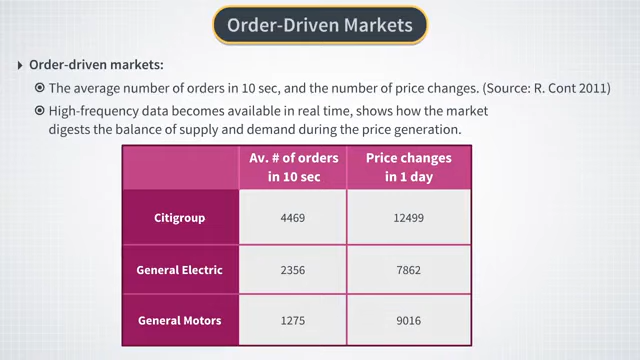 Order-Driven Markets
Order-driven markets:
The average number of orders in 10 sec, and the number of price changes. (Source: R. Cont 2011)
High-frequency data becomes available in real time, shows how the market
digests the balance of supply and demand during the price generation.
Av. # of orders in 10 sec Price changes in 1 day
Citigroup 4469 12499
General Electric 2356 7862
General Motors 1275 9016